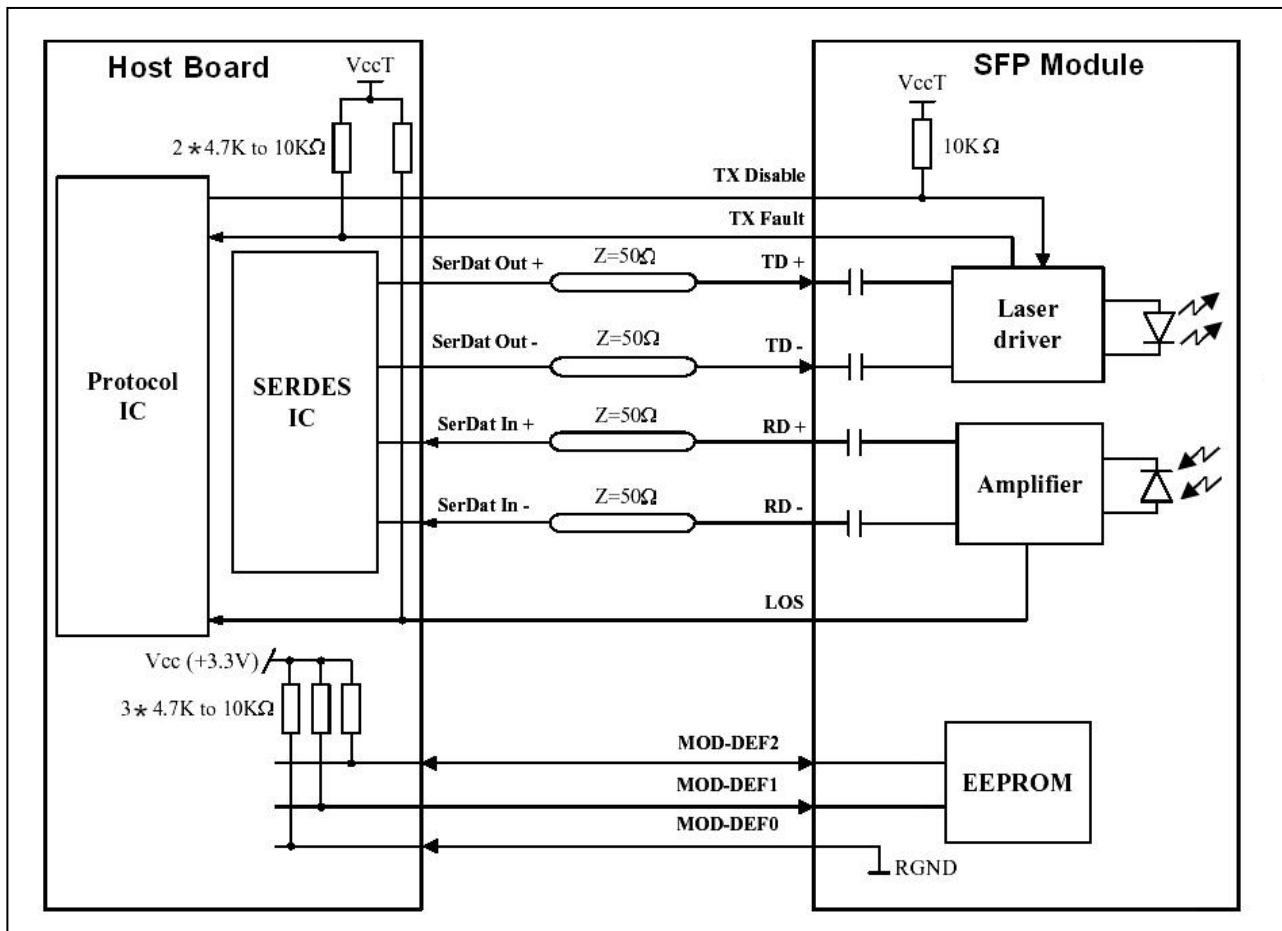 Host Board
SFP Module
VccT
VccT
2*4.7K to 10KΩ
10KΩ
TX Disable
TX Fault
SerDat Out +
Z=50Ω
TD +
SerDat Out -
Z=50Ω
TD -
Laser
driver
Protocol
IC
SERDES
IC
SerDat In +
Z=50Ω
RD +
SerDat In -
Z=50Ω
RD -
Amplifier
LOS
Vcc (+3.3V)
3*4.7K to 10KΩ
MOD-DEF2
MOD-DEF1
MOD-DEF0
EEPROM
RGND